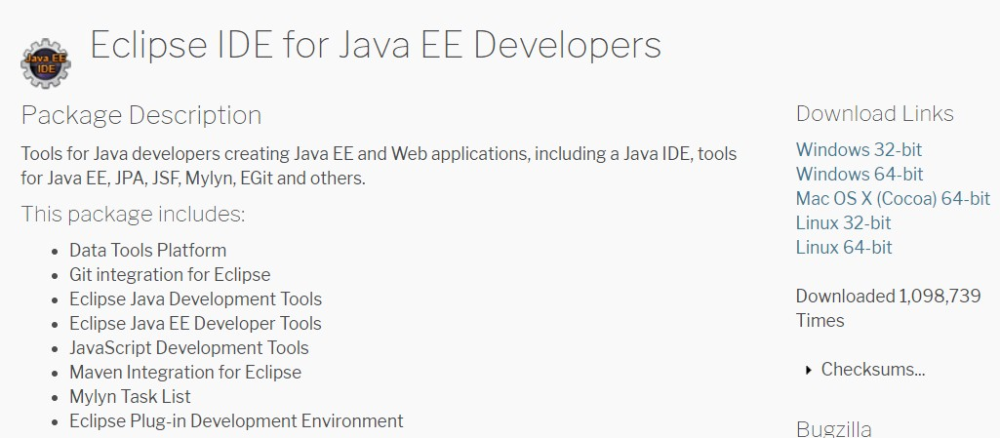 Java EE
IDE
Eclipse IDE for Java EE Developers
Package Description
Tools for Java developers creating Java EE and Web applications, including a Java IDE, tools
for Java EE, JPA, JSF, Mylyn, EGit and others.
This package includes:
Data Tools Platform
Git integration for Eclipse
Eclipse Java Development Tools
Eclipse Java EE Developer Tools
JavaScript Development Tools
Maven Integration for Eclipse
Mylyn Task List
Eclipse Plug-in Development Environment
Download Links
Windows 32-bit
Windows 64-bit
Mac OS X (Cocoa) 64-bit
Linux 32-bit
Linux 64-bit
Downloaded 1,098,739
Times
Checksums...
Bugzilla